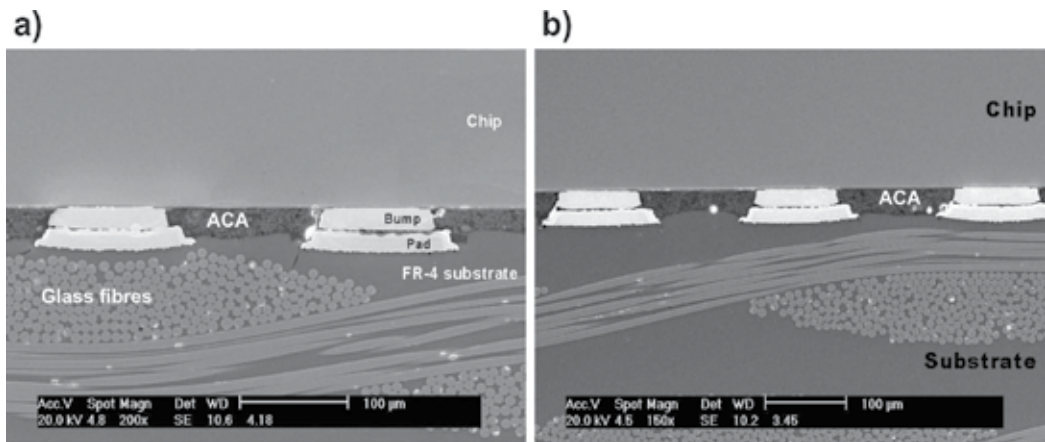 a)
Chip
ACA
Bump
Pad
FR-4 substrate
Glass fibres
Acc.V Spot Magn Det WD 100 µm
20.0 kV 4.8 200x SE 10.6 4.18
b)
Chip
ACA
Substrate
Acc.V Spot Magn Det WD 100 µm
20.0 kV 4.5 150x SE 10.2 3.45